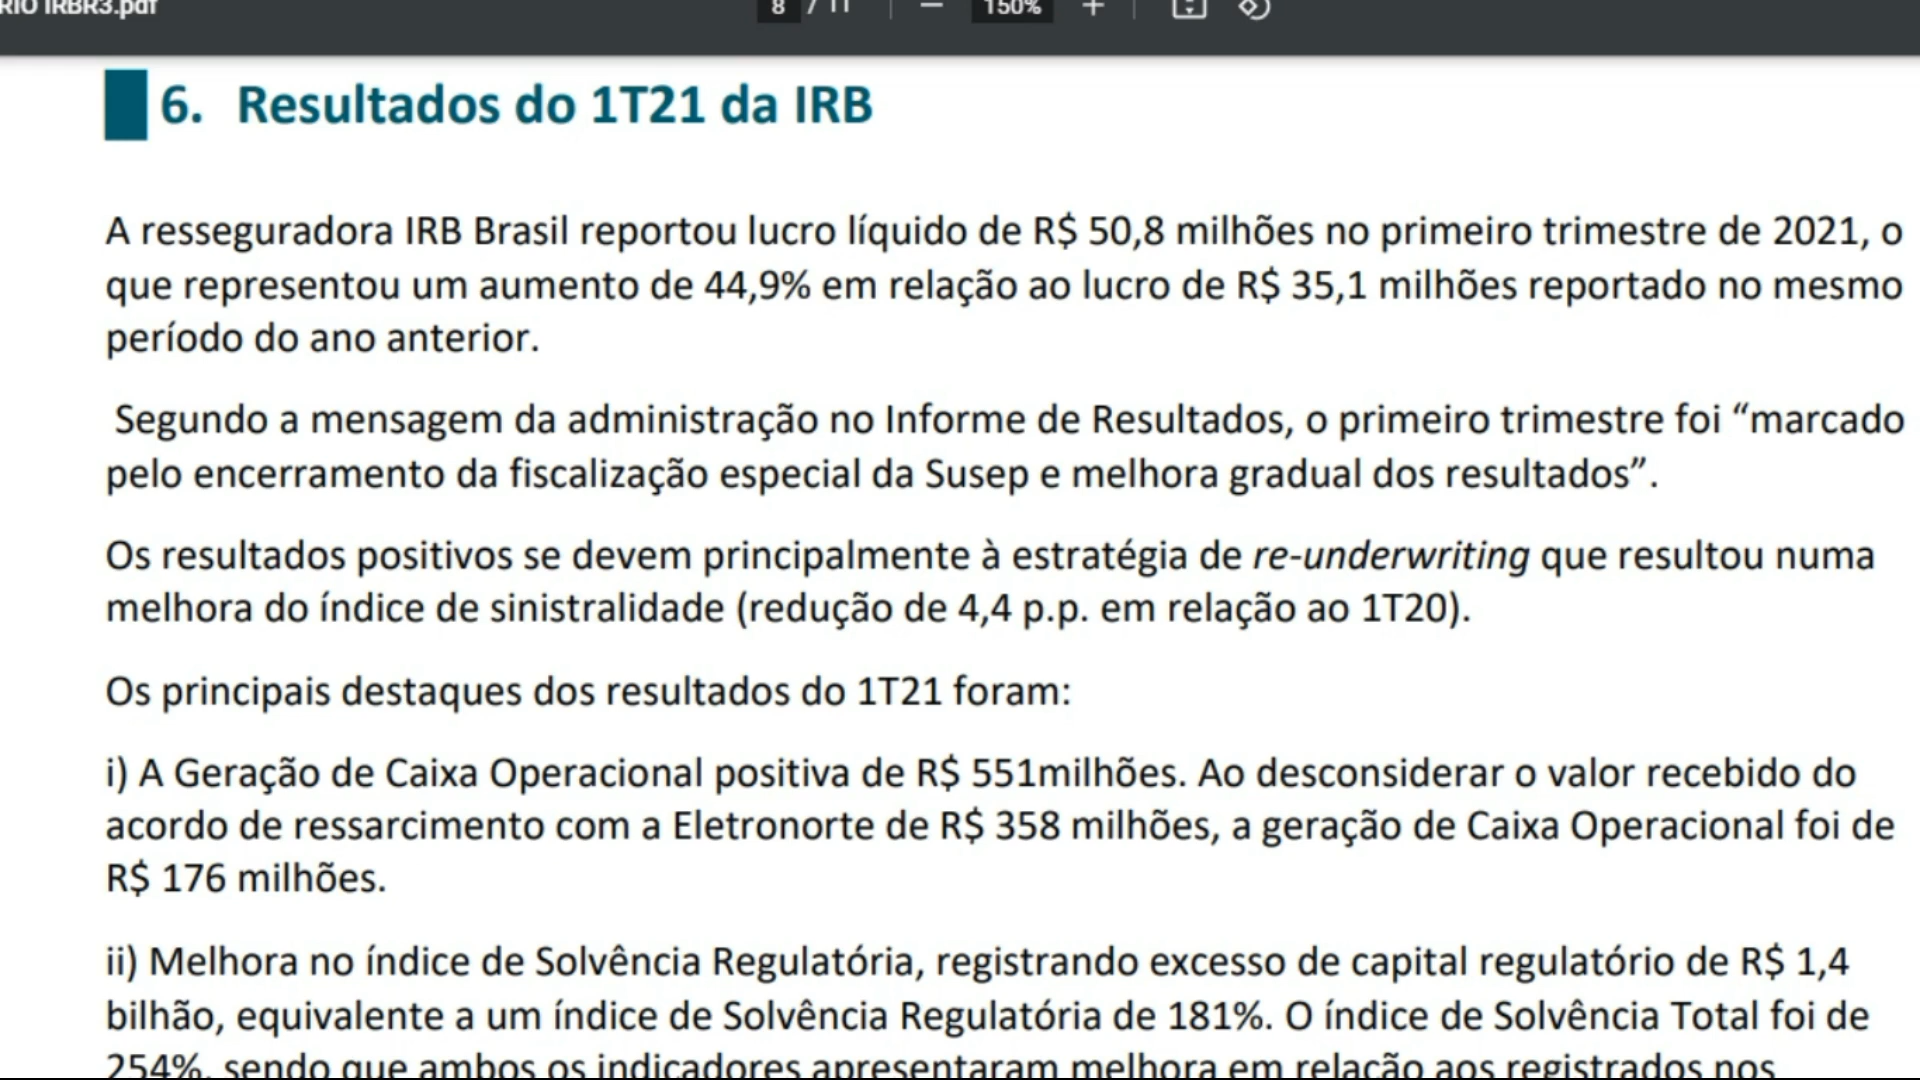 RIO IRBR3.pdf 8 / 11 150%
6. Resultados do 1T21 da IRB
A resseguradora IRB Brasil reportou lucro líquido de R$ 50,8 milhões no primeiro trimestre de 2021, o
que representou um aumento de 44,9% em relação ao lucro de R$ 35,1 milhões reportado no mesmo
período do ano anterior.
Segundo a mensagem da administração no Informe de Resultados, o primeiro trimestre foi “marcado
pelo encerramento da fiscalização especial da Susep e melhora gradual dos resultados”.
Os resultados positivos se devem principalmente à estratégia de re-underwriting que resultou numa
melhora do índice de sinistralidade (redução de 4,4 p.p. em relação ao 1T20).
Os principais destaques dos resultados do 1T21 foram:
i) A Geração de Caixa Operacional positiva de R$ 551milhões. Ao desconsiderar o valor recebido do
acordo de ressarcimento com a Eletronorte de R$ 358 milhões, a geração de Caixa Operacional foi de
R$ 176 milhões.
ii) Melhora no índice de Solvência Regulatória, registrando excesso de capital regulatório de R$ 1,4
bilhão, equivalente a um índice de Solvência Regulatória de 181%. O índice de Solvência Total foi de
254%, sendo que ambos os indicadores apresentaram melhora em relação aos registrados nos